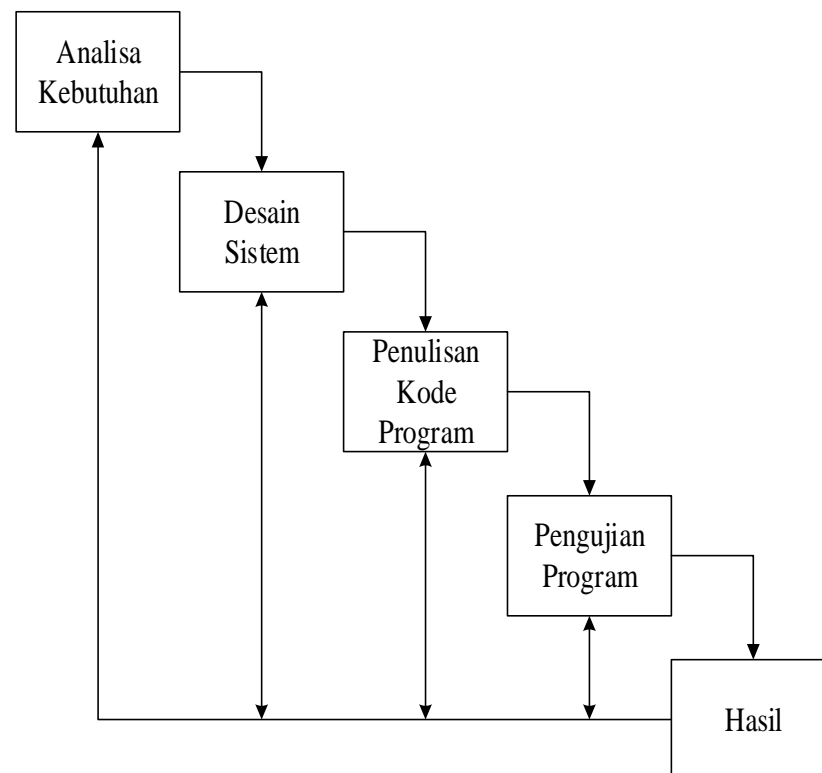 Analisa
Kebutuhan
Desain
Sistem
Penulisan
Kode
Program
Pengujian
Program
Hasil